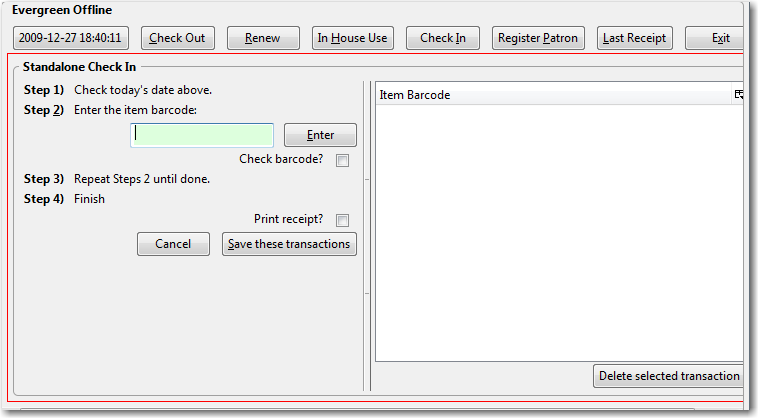 Evergreen Offline
2009-12-27 18:40:11 Check Out Renew In House Use Check In Register Patron Last Receipt Exit
Standalone Check In
Step 1) Check today's date above.
Step 2) Enter the item barcode:
Enter
Check barcode?
Step 3) Repeat Steps 2 until done.
Step 4) Finish
Print receipt?
Cancel Save these transactions
Item Barcode
Delete selected transaction